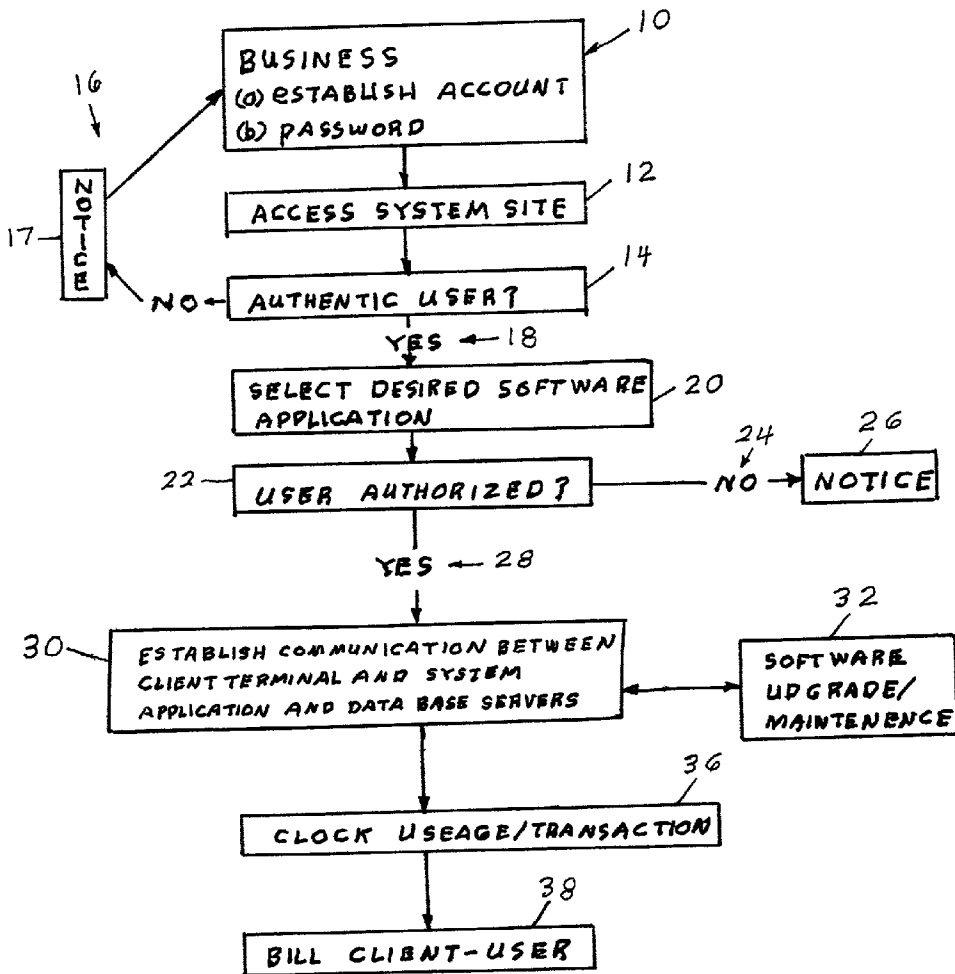 10
BUSINESS
(a) ESTABLISH ACCOUNT
(b) PASSWORD
16
NOTICE
17
12
ACCESS SYSTEM SITE
14
AUTHENTIC USER?
NO
YES
18
SELECT DESIRED SOFTWARE
APPLICATION
20
22
USER AUTHORIZED?
24
NO
26
NOTICE
YES
28
30
ESTABLISH COMMUNICATION BETWEEN
CLIENT TERMINAL AND SYSTEM
APPLICATION AND DATA BASE SERVERS
32
SOFTWARE
UPGRADE/
MAINTENENCE
36
CLOCK USEAGE/TRANSACTION
38
BILL CLIENT-USER